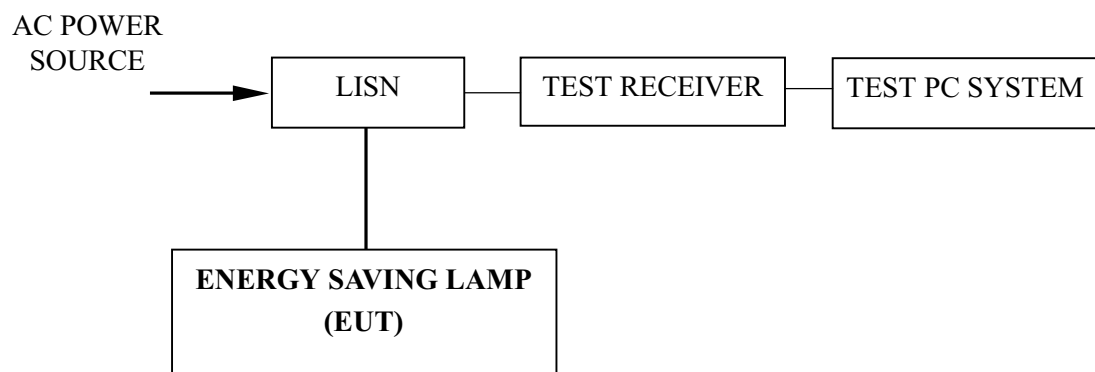 AC POWER
SOURCE
LISN
TEST RECEIVER
TEST PC SYSTEM
ENERGY SAVING LAMP
(EUT)